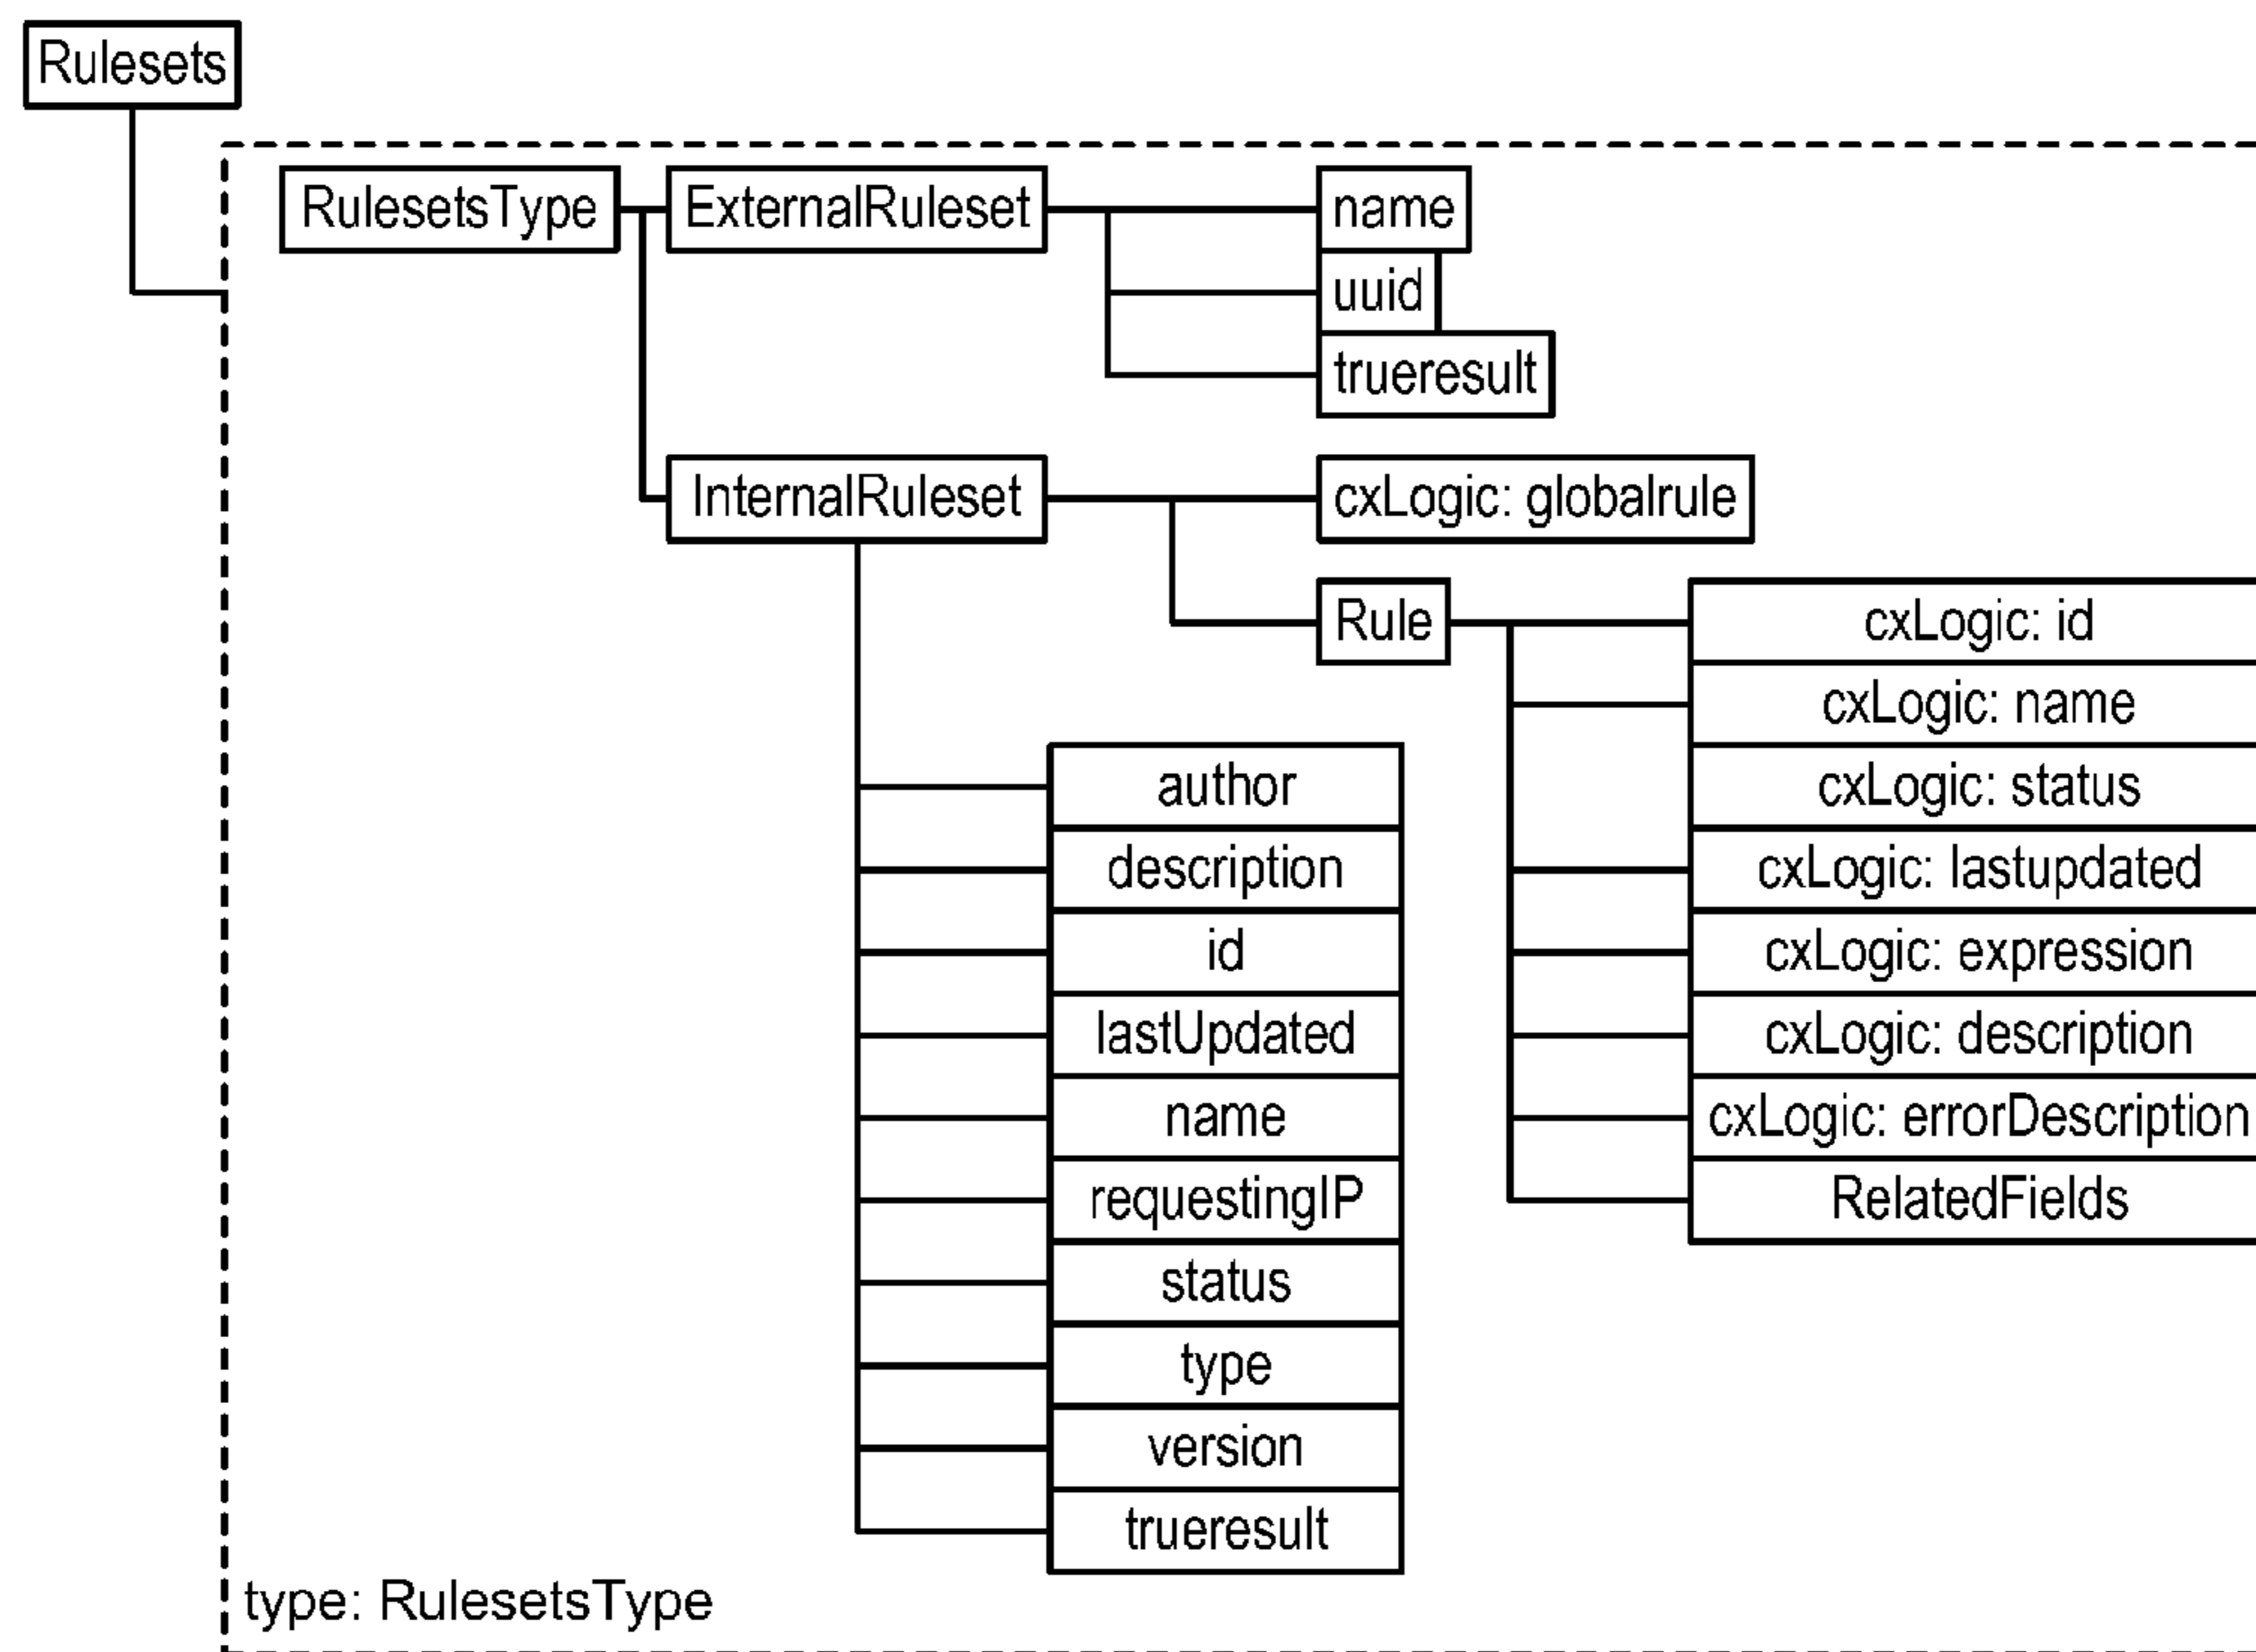 Rulesets
RulesetsType
ExternalRuleset
name
uuid
trueresult
InternalRuleset
cxLogic: globalrule
Rule
cxLogic: id
cxLogic: name
cxLogic: status
cxLogic: lastupdated
cxLogic: expression
cxLogic: description
cxLogic: errorDescription
RelatedFields
author
description
id
lastUpdated
name
requestingIP
status
type
version
trueresult
type: RulesetsType